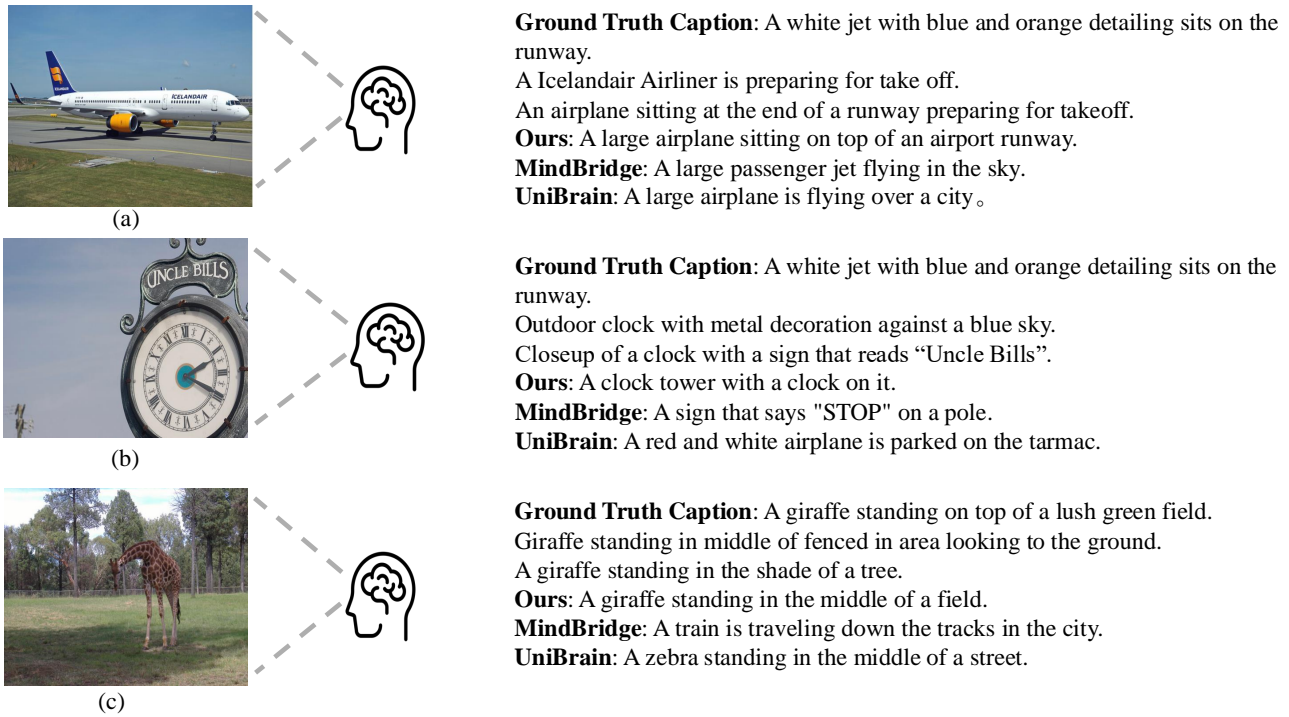 Ground Truth Caption: A white jet with blue and orange detailing sits on the
runway.
A Icelandair Airliner is preparing for take off.
An airplane sitting at the end of a runway preparing for takeoff.
Ours: A large airplane sitting on top of an airport runway.
MindBridge: A large passenger jet flying in the sky.
UniBrain: A large airplane is flying over a city。
ICELANDAIR
(a)
Ground Truth Caption: A white jet with blue and orange detailing sits on the
runway.
Outdoor clock with metal decoration against a blue sky.
Closeup of a clock with a sign that reads “Uncle Bills”.
Ours: A clock tower with a clock on it.
MindBridge: A sign that says "STOP" on a pole.
UniBrain: A red and white airplane is parked on the tarmac.
UNCLE BILLS
(b)
Ground Truth Caption: A giraffe standing on top of a lush green field.
Giraffe standing in middle of fenced in area looking to the ground.
A giraffe standing in the shade of a tree.
Ours: A giraffe standing in the middle of a field.
MindBridge: A train is traveling down the tracks in the city.
UniBrain: A zebra standing in the middle of a street.
(c)